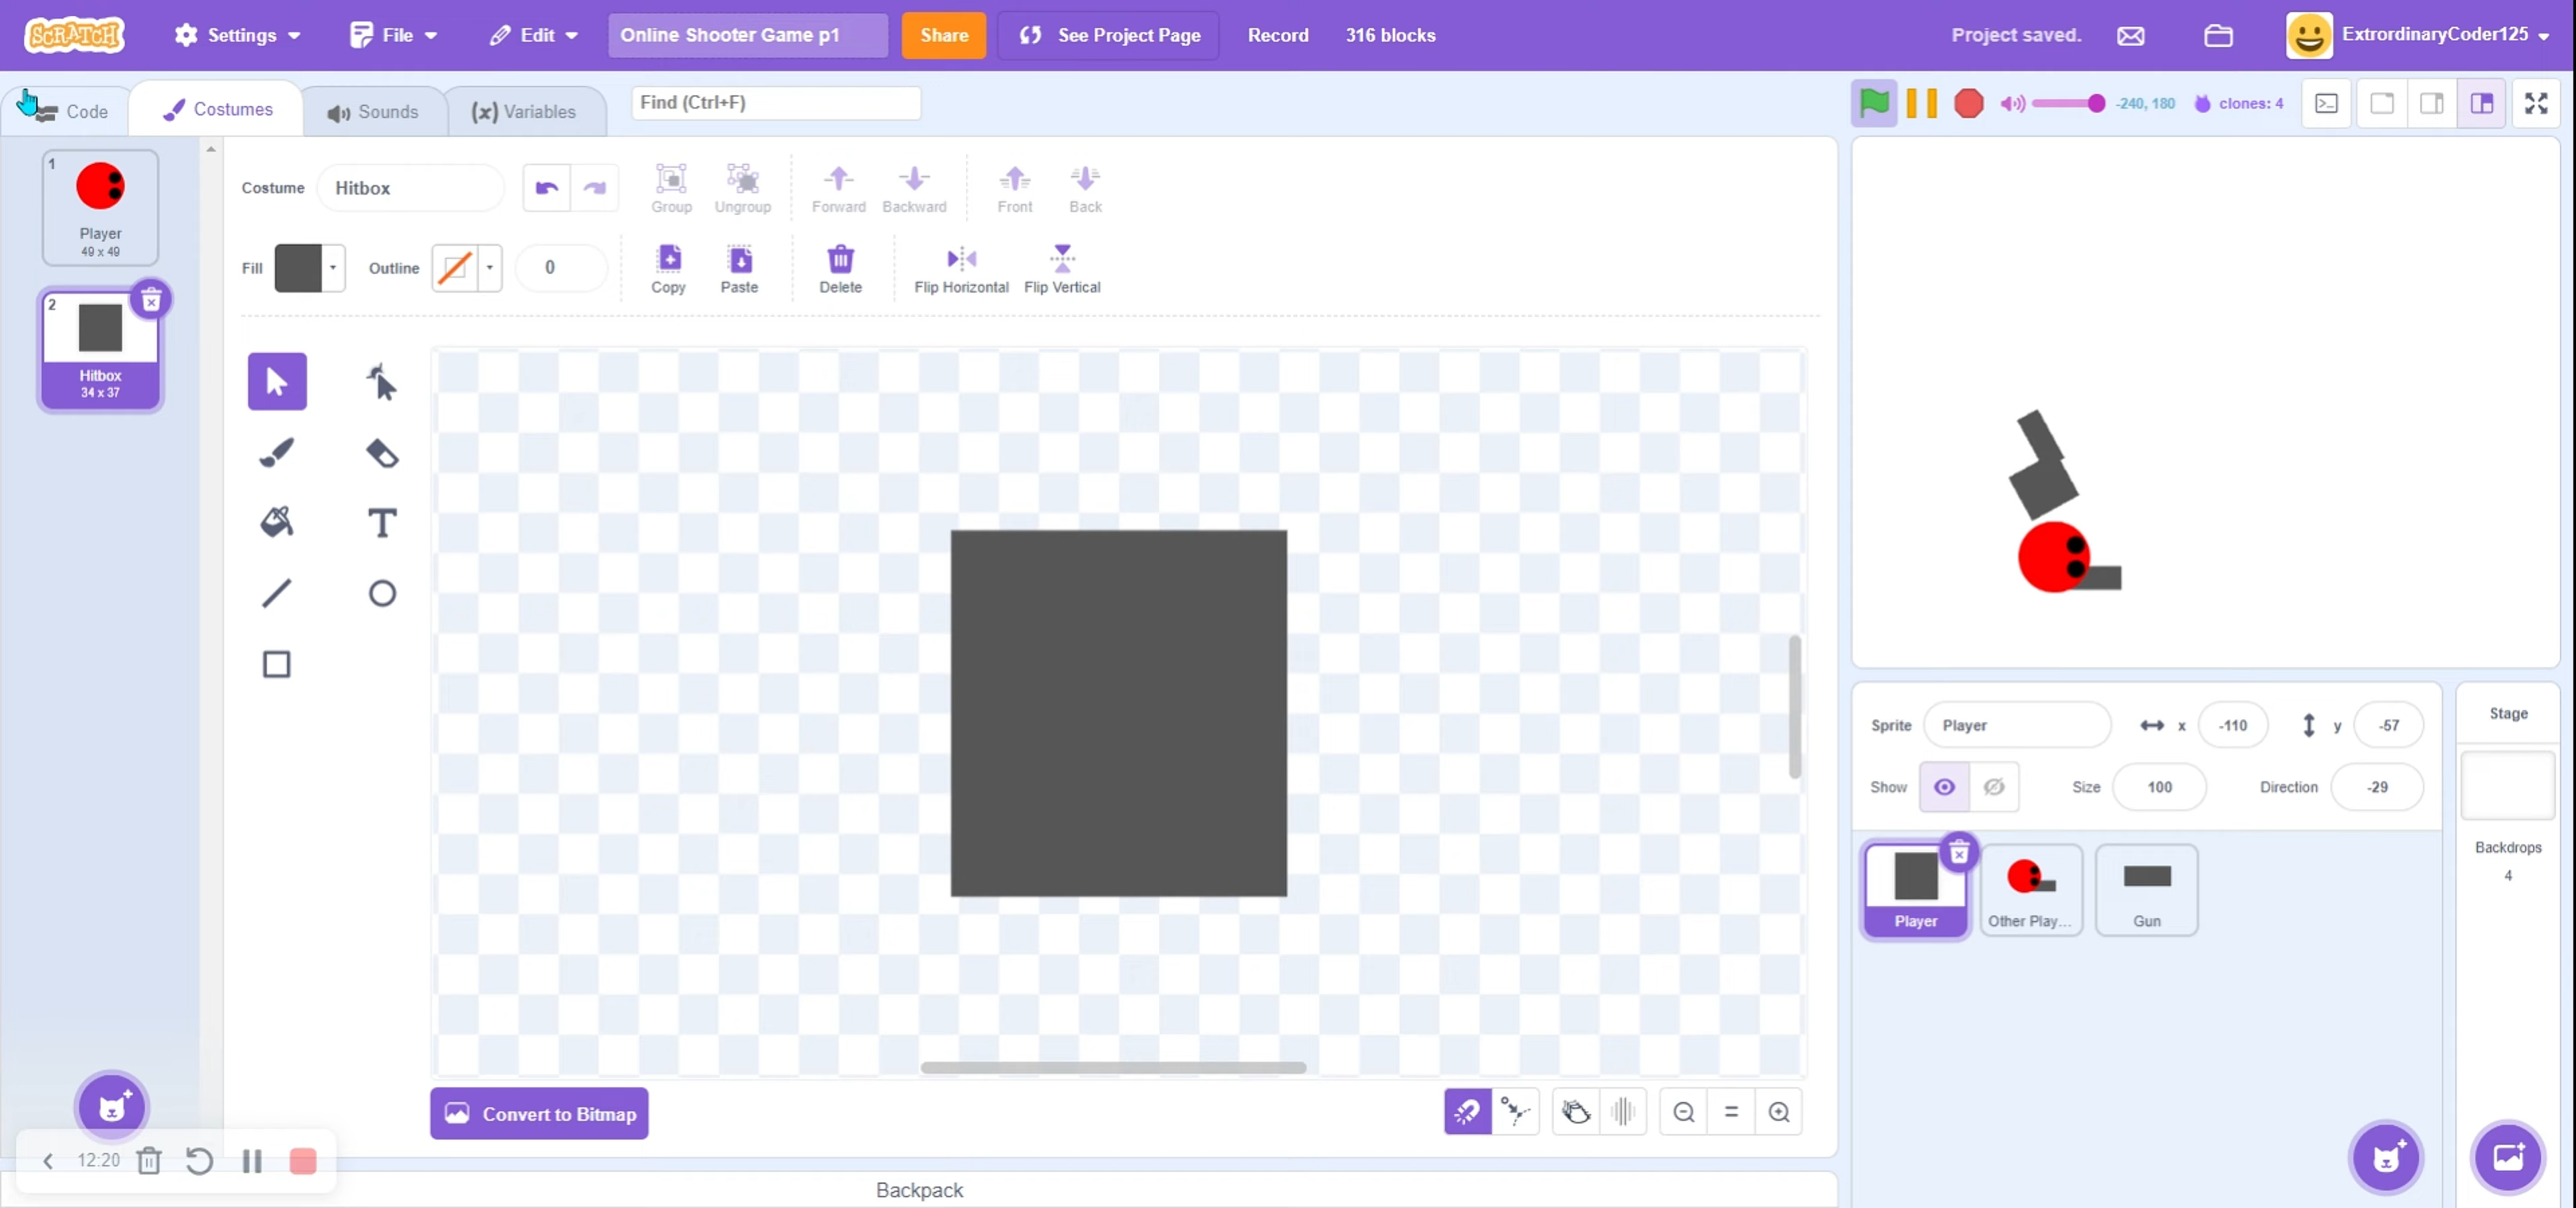 SCRATCH Settings File Edit Online Shooter Game p1 Share See Project Page Record 316 blocks Project saved. ExtrordinaryCoder125
Code Costumes Sounds (x) Variables Find (Ctrl+F) -240, 180 clones: 4
1
Player
49 x 49
2
Hitbox
34 x 37
Costume Hitbox Group Ungroup Forward Backward Front Back
Fill Outline 0 Copy Paste Delete Flip Horizontal Flip Vertical
T
Convert to Bitmap
=
12:20
Backpack
Sprite Player x -110 y -57
Show Size 100 Direction -29
Player Other Play... Gun
Stage
Backdrops
4